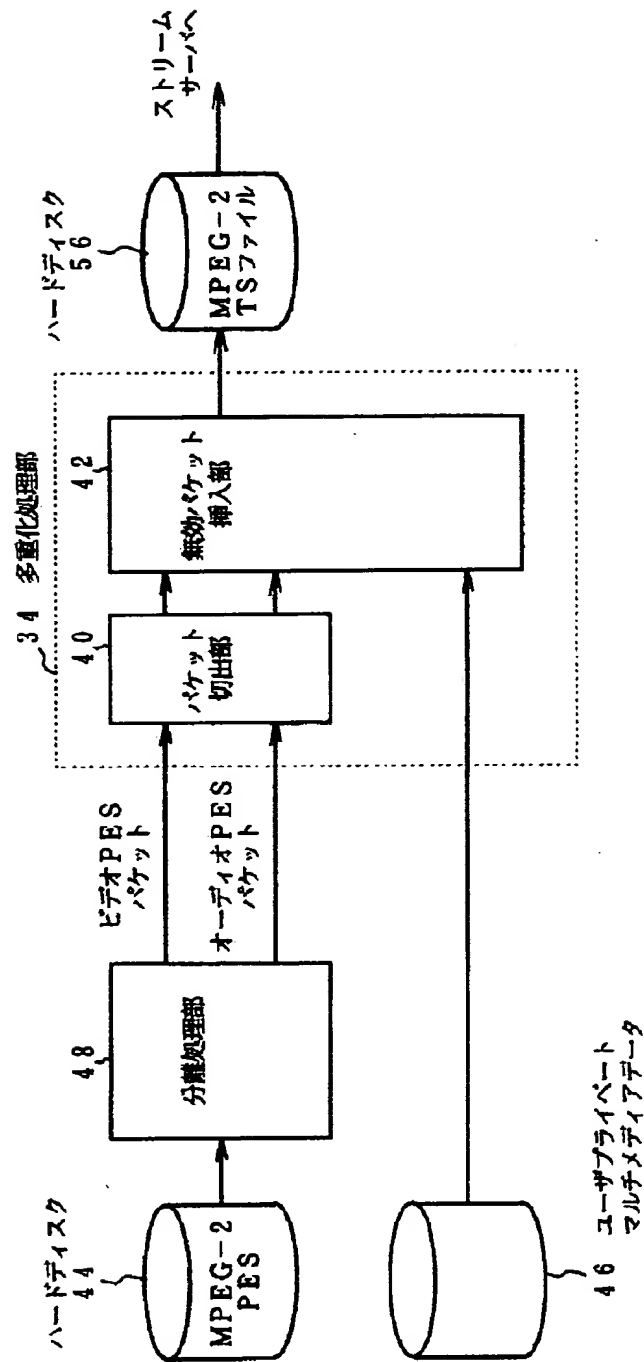 ハードディスク
44
MPEG-2
PES
48
分離処理部
ビデオPES
パケット
オーディオPES
パケット
34 多重化処理部
40
パケット
切出部
42
無効パケット
挿入部
ハードディスク
56
MPEG-2
TSファイル
ストリーム
サーバへ
46 ユーザプライベート
マルチメディアデータ